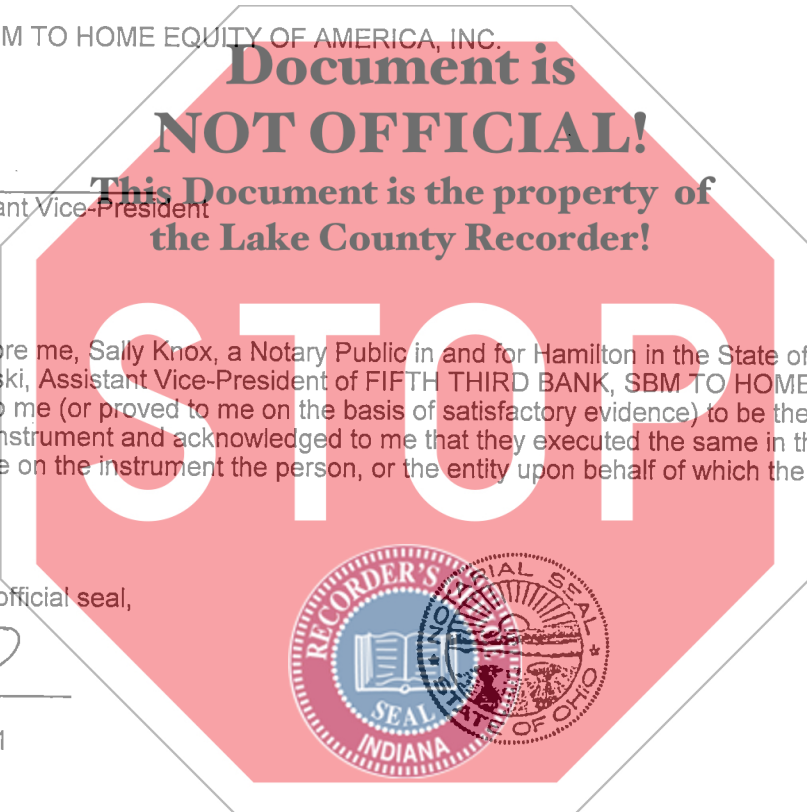 M TO HOME EQUITY OF AMERICA, INC.
Document is
NOT OFFICIAL!
This Document is the property of
ant Vice-President
the Lake County Recorder!
STOP
ore me, Sally Knox, a Notary Public in and for Hamilton in the State of
ski, Assistant Vice-President of FIFTH THIRD BANK, SBM TO HOME
o me (or proved to me on the basis of satisfactory evidence) to be the
nstrument and acknowledged to me that they executed the same in th
e on the instrument the person, or the entity upon behalf of which the
official seal,
RECORDER'S
SEAL
INDIANA
NOTARIAL SEAL
STATE OF OHIO